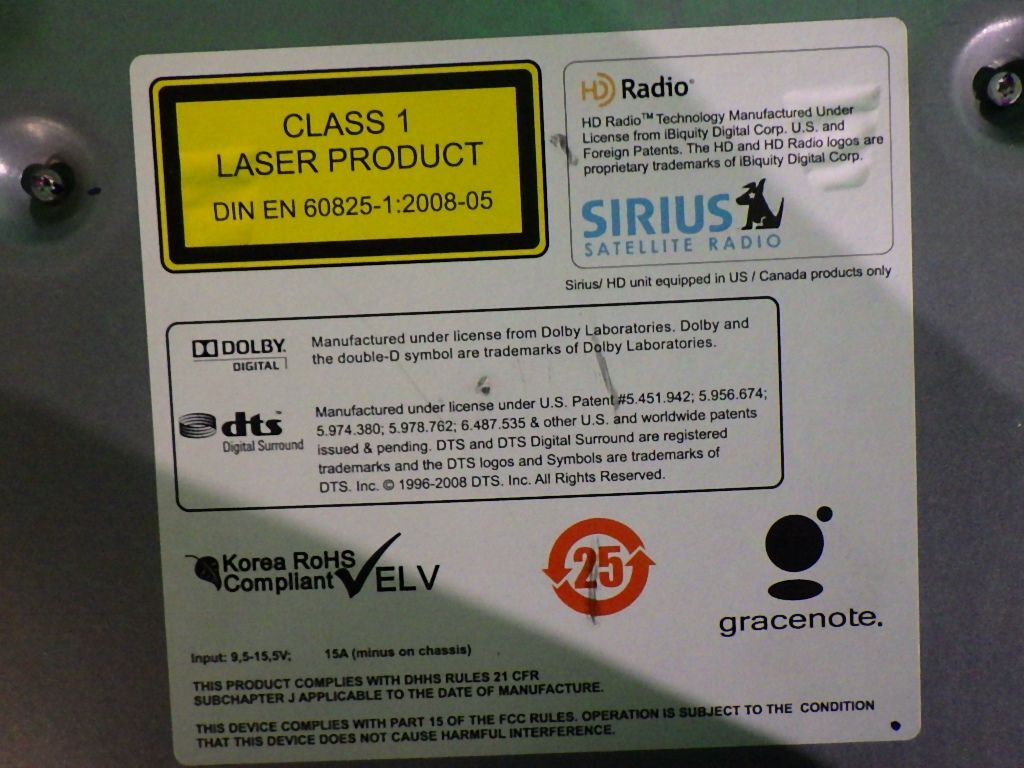 CLASS 1
LASER PRODUCT
DIN EN 60825-1:2008-05
HD Radio®
HD Radio™ Technology Manufactured Under
License from iBiquity Digital Corp. U.S. and
Foreign Patents. The HD and HD Radio logos are
proprietary trademarks of iBiquity Digital Corp.
SIRIUS
SATELLITE RADIO
Sirius/ HD unit equipped in US / Canada products only
DOLBY.
DIGITAL
Manufactured under license from Dolby Laboratories. Dolby and
the double-D symbol are trademarks of Dolby Laboratories.
dts™
Digital Surround
Manufactured under license under U.S. Patent #5.451.942; 5.956.674;
5.974.380; 5.978.762; 6.487.535 & other U.S. and worldwide patents
issued & pending. DTS and DTS Digital Surround are registered
trademarks and the DTS logos and Symbols are trademarks of
DTS. Inc. © 1996-2008 DTS. Inc. All Rights Reserved.
Korea RoHS
Compliant ELV
25
gracenote.
Input: 9,5-15,5V; 15A (minus on chassis)
THIS PRODUCT COMPLIES WITH DHHS RULES 21 CFR
SUBCHAPTER J APPLICABLE TO THE DATE OF MANUFACTURE.
THIS DEVICE COMPLIES WITH PART 15 OF THE FCC RULES. OPERATION IS SUBJECT TO THE CONDITION
THAT THIS DEVICE DOES NOT CAUSE HARMFUL INTERFERENCE.